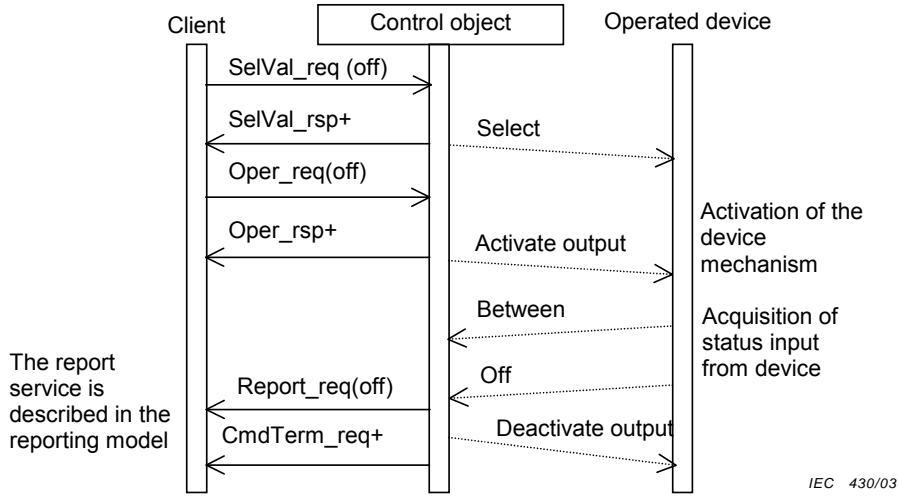 Client
Control object
Operated device
SelVal_req (off)
SelVal_rsp+
Select
Oper_req(off)
Oper_rsp+
Activate output
Activation of the
device
mechanism
Between
Acquisition of
status input
from device
The report
service is
described in the
reporting model
Off
Report_req(off)
CmdTerm_req+
Deactivate output
IEC 430/03